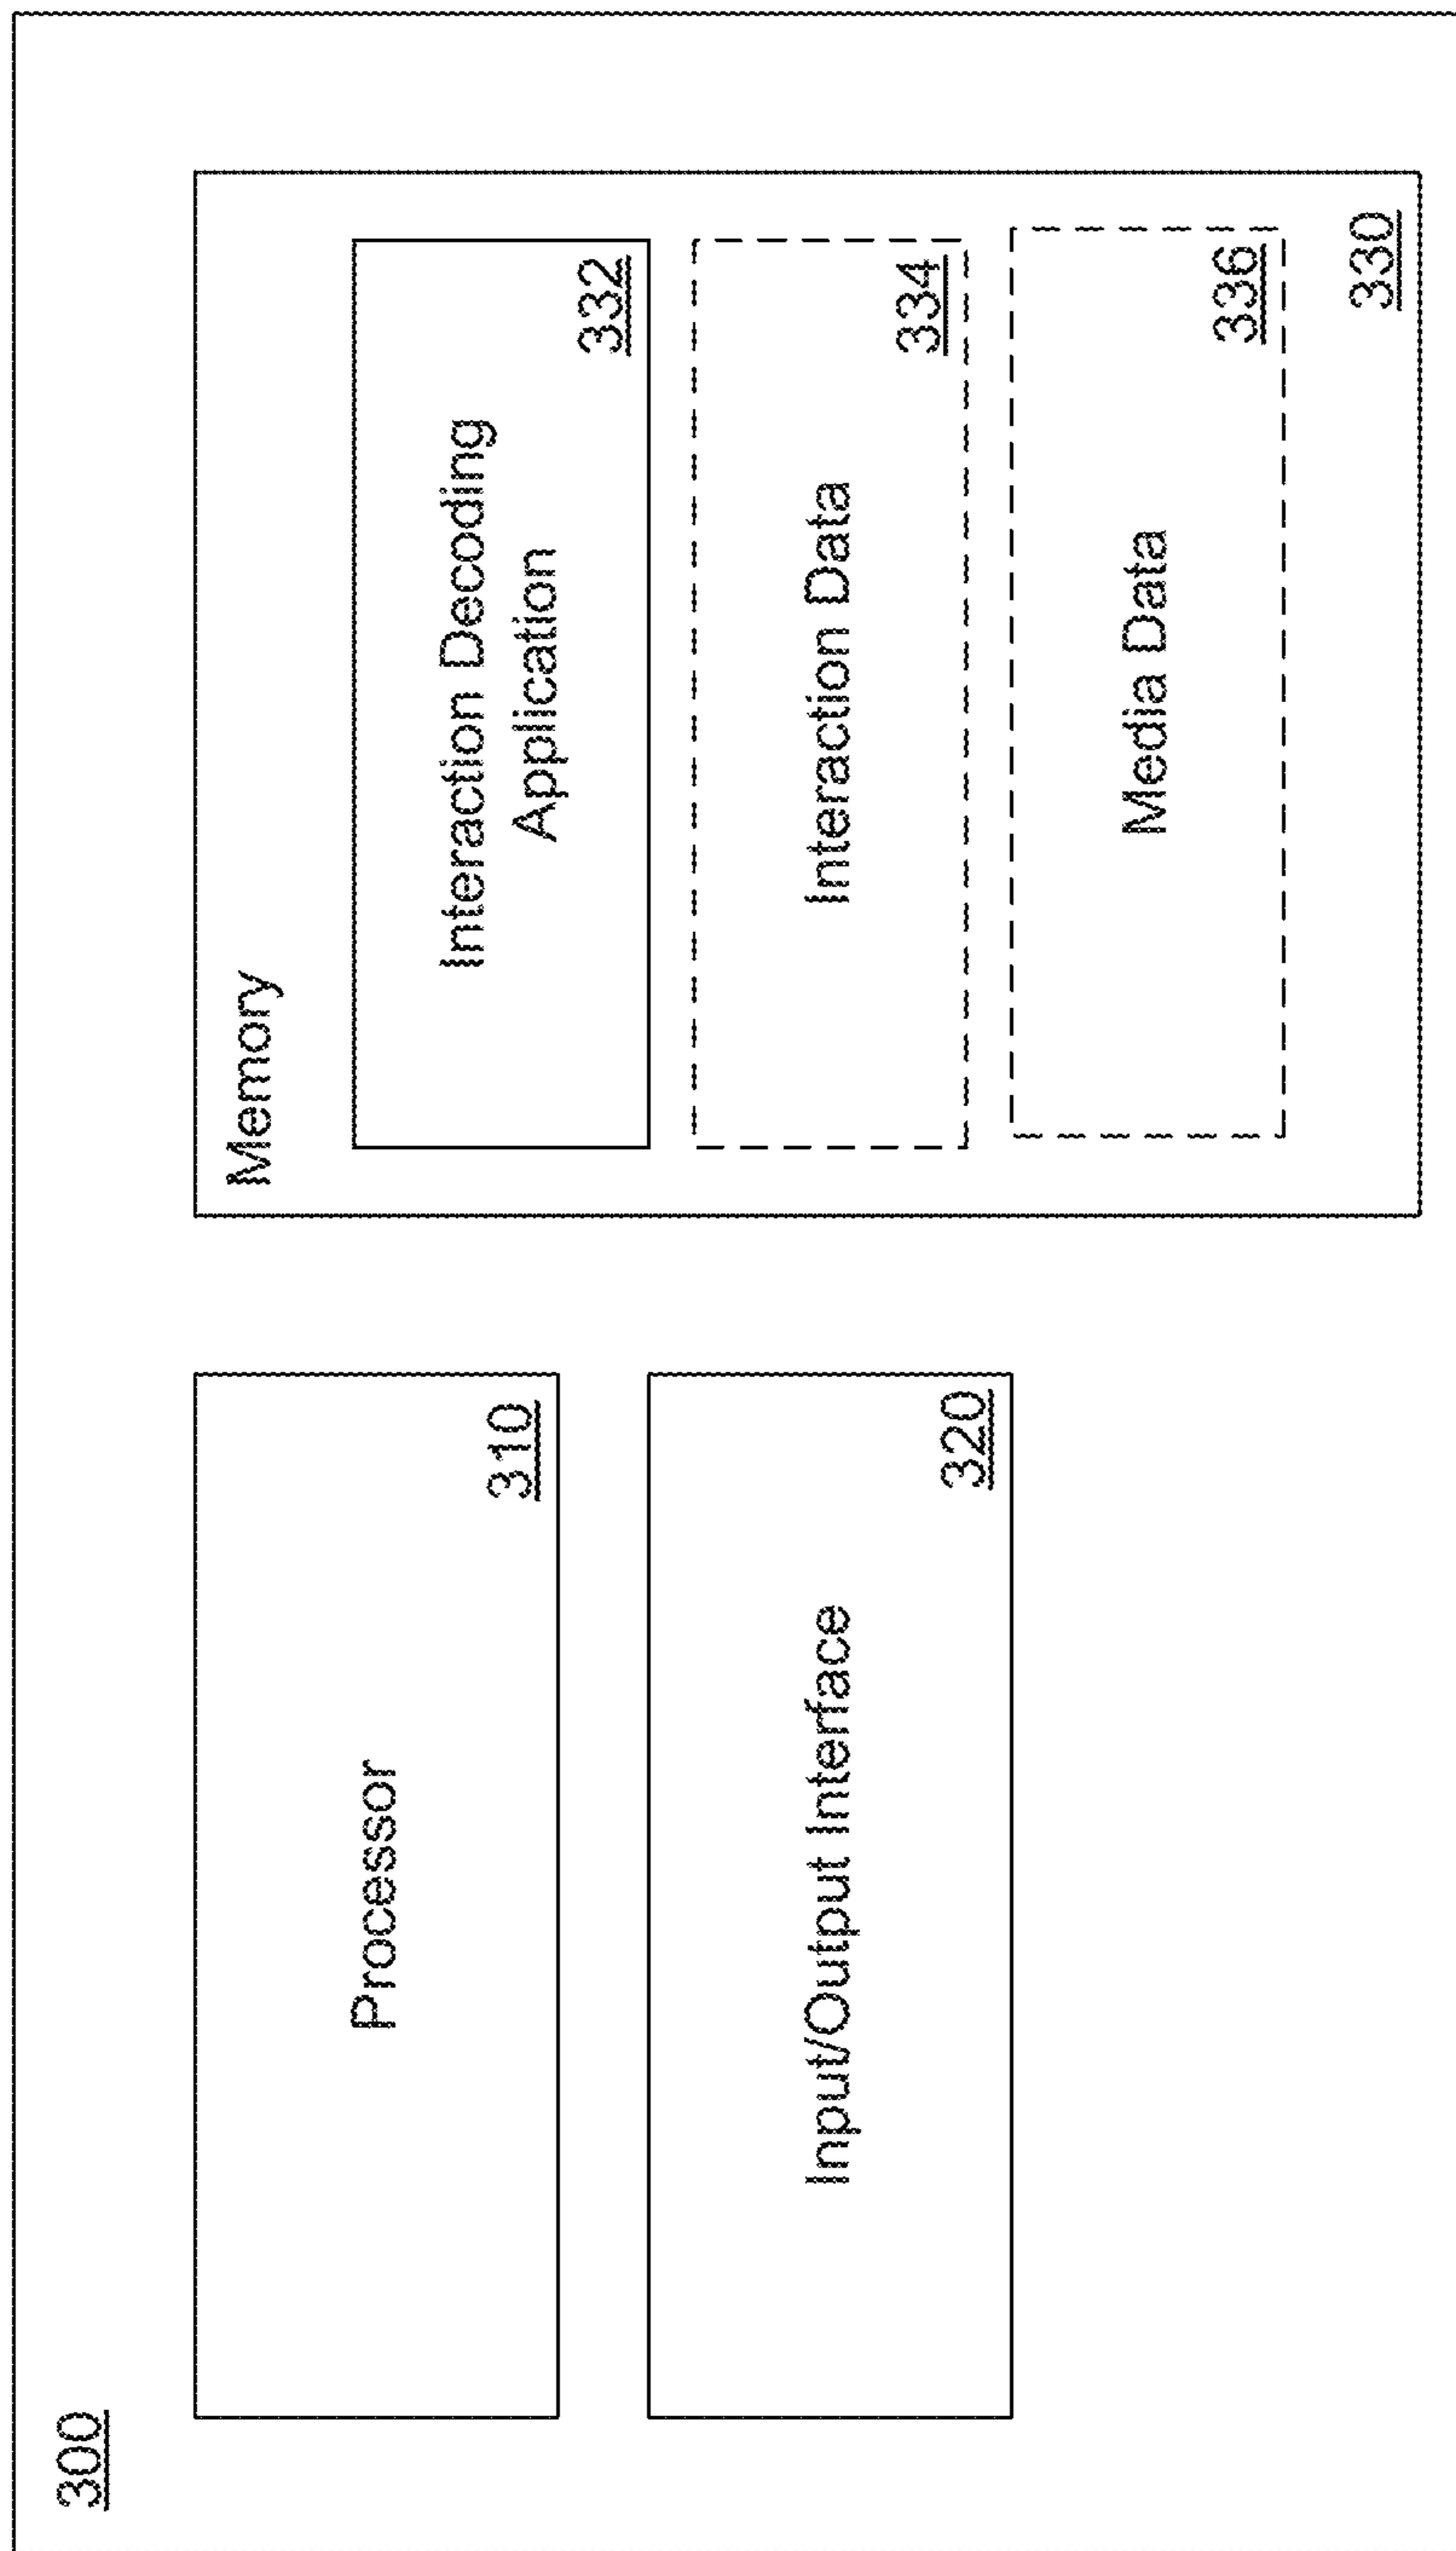 300
Processor
310
Input/Output Interface
320
Memory
Interaction Decoding
Application
332
Interaction Data
334
Media Data
336
330